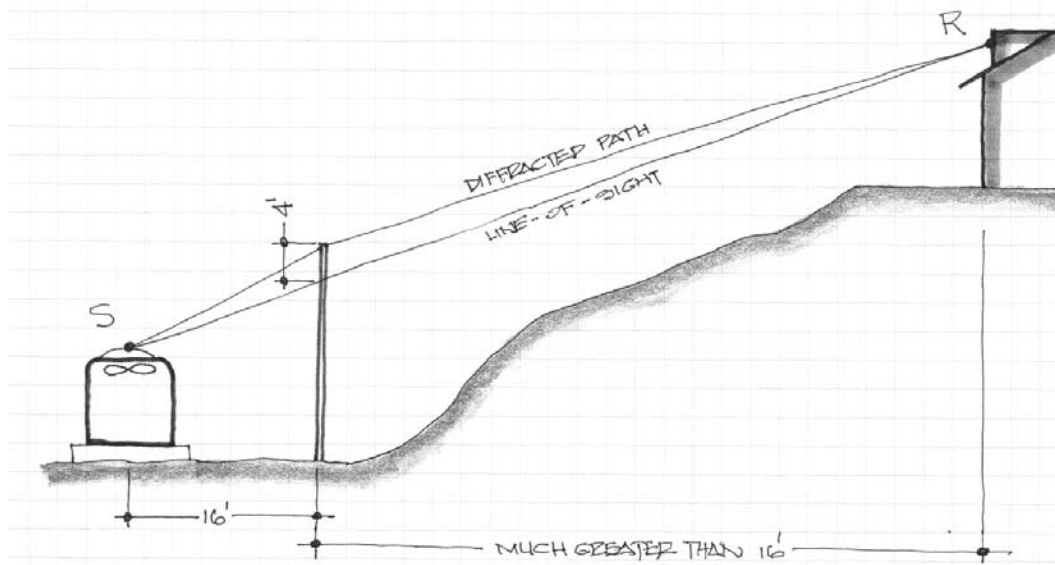 R
DIFFRACTED PATH
LINE-OF-SIGHT
4'
S
16'
MUCH GREATER THAN 16'